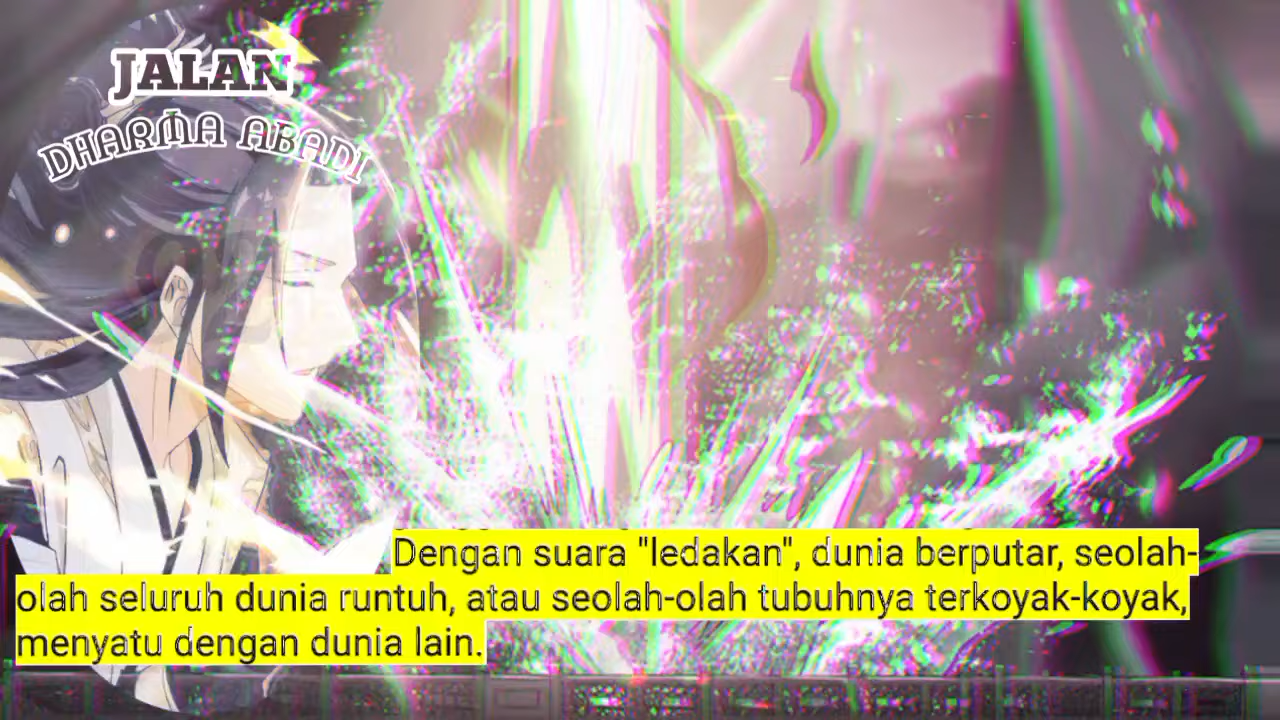 JALAN
DHARMA ABADI
Dengan suara "ledakan", dunia berputar, seolah-
olah seluruh dunia runtuh, atau seolah-olah tubuhnya terkoyak-koyak,
menyatu dengan dunia lain.